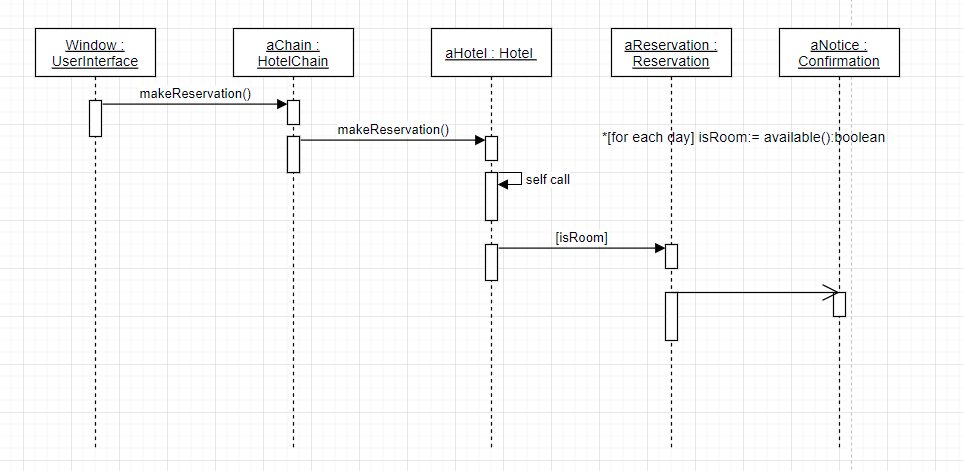 Window :
UserInterface
aChain :
HotelChain
aHotel : Hotel
aReservation :
Reservation
aNotice :
Confirmation
makeReservation()
makeReservation()
*[for each day] isRoom:= available():boolean
self call
[isRoom]